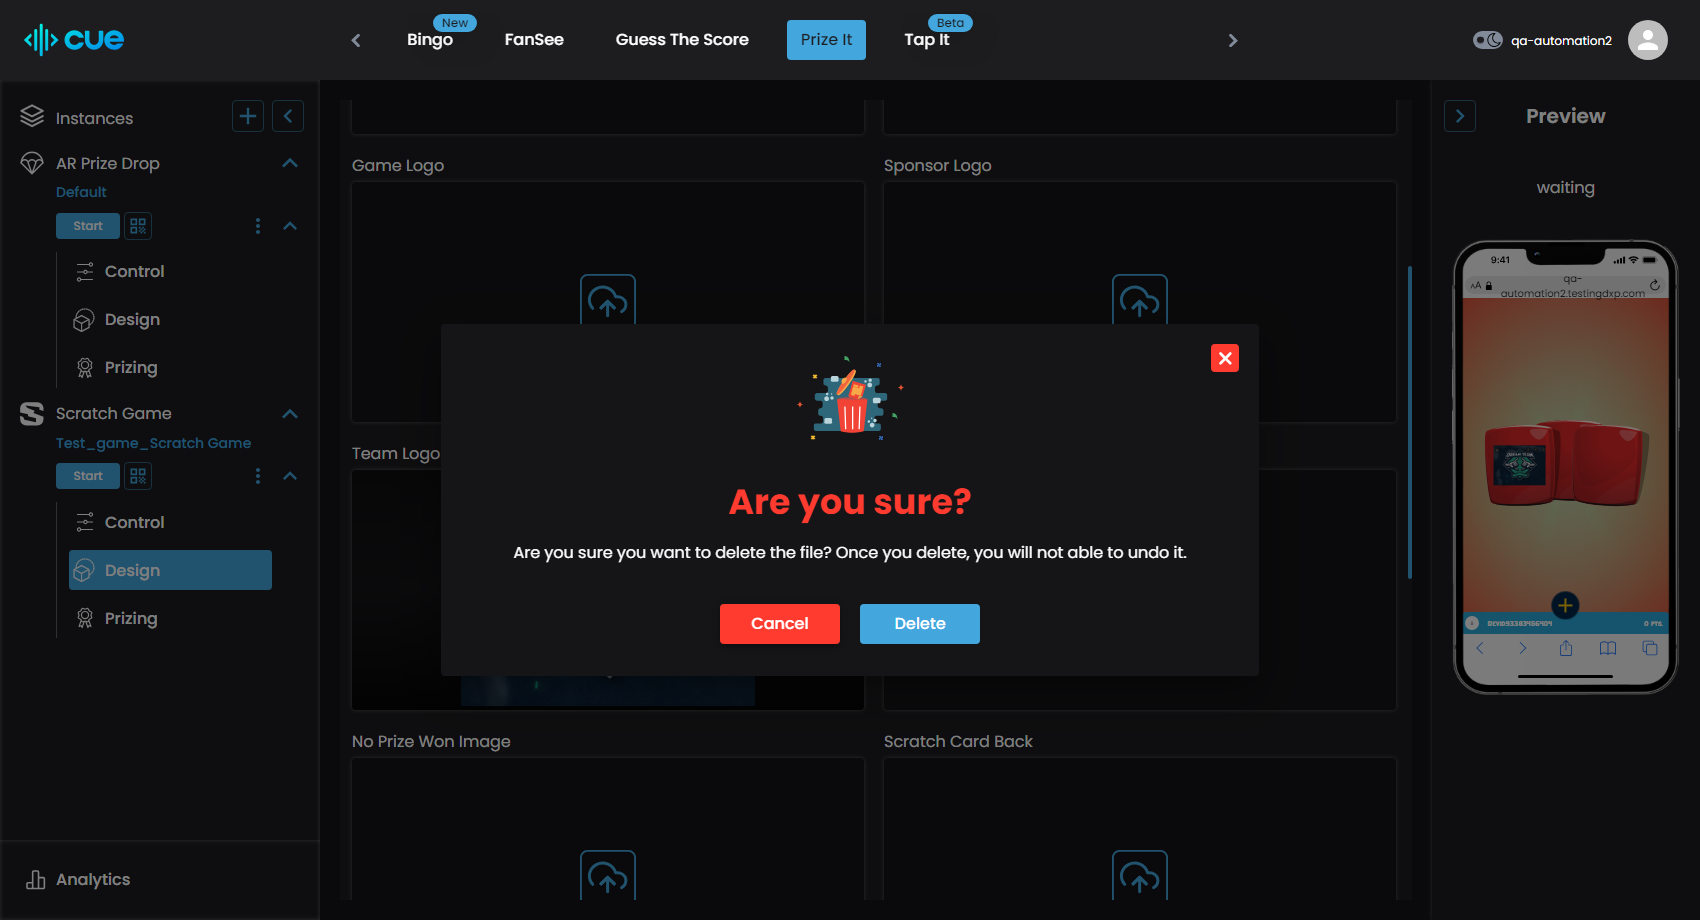 cue
New
Bingo
FanSee
Guess The Score
Prize It
Beta
Tap It
qa-automation2
Instances
AR Prize Drop
Default
Start
Control
Design
Prizing
Scratch Game
Test_game_Scratch Game
Start
Control
Design
Prizing
Analytics
Game Logo
Sponsor Logo
Team Logo
No Prize Won Image
Scratch Card Back
Are you sure?
Are you sure you want to delete the file? Once you delete, you will not able to undo it.
Cancel
Delete
Preview
waiting
9:41
AA
qa-
automation2.testingdxp.com
0 PTS.